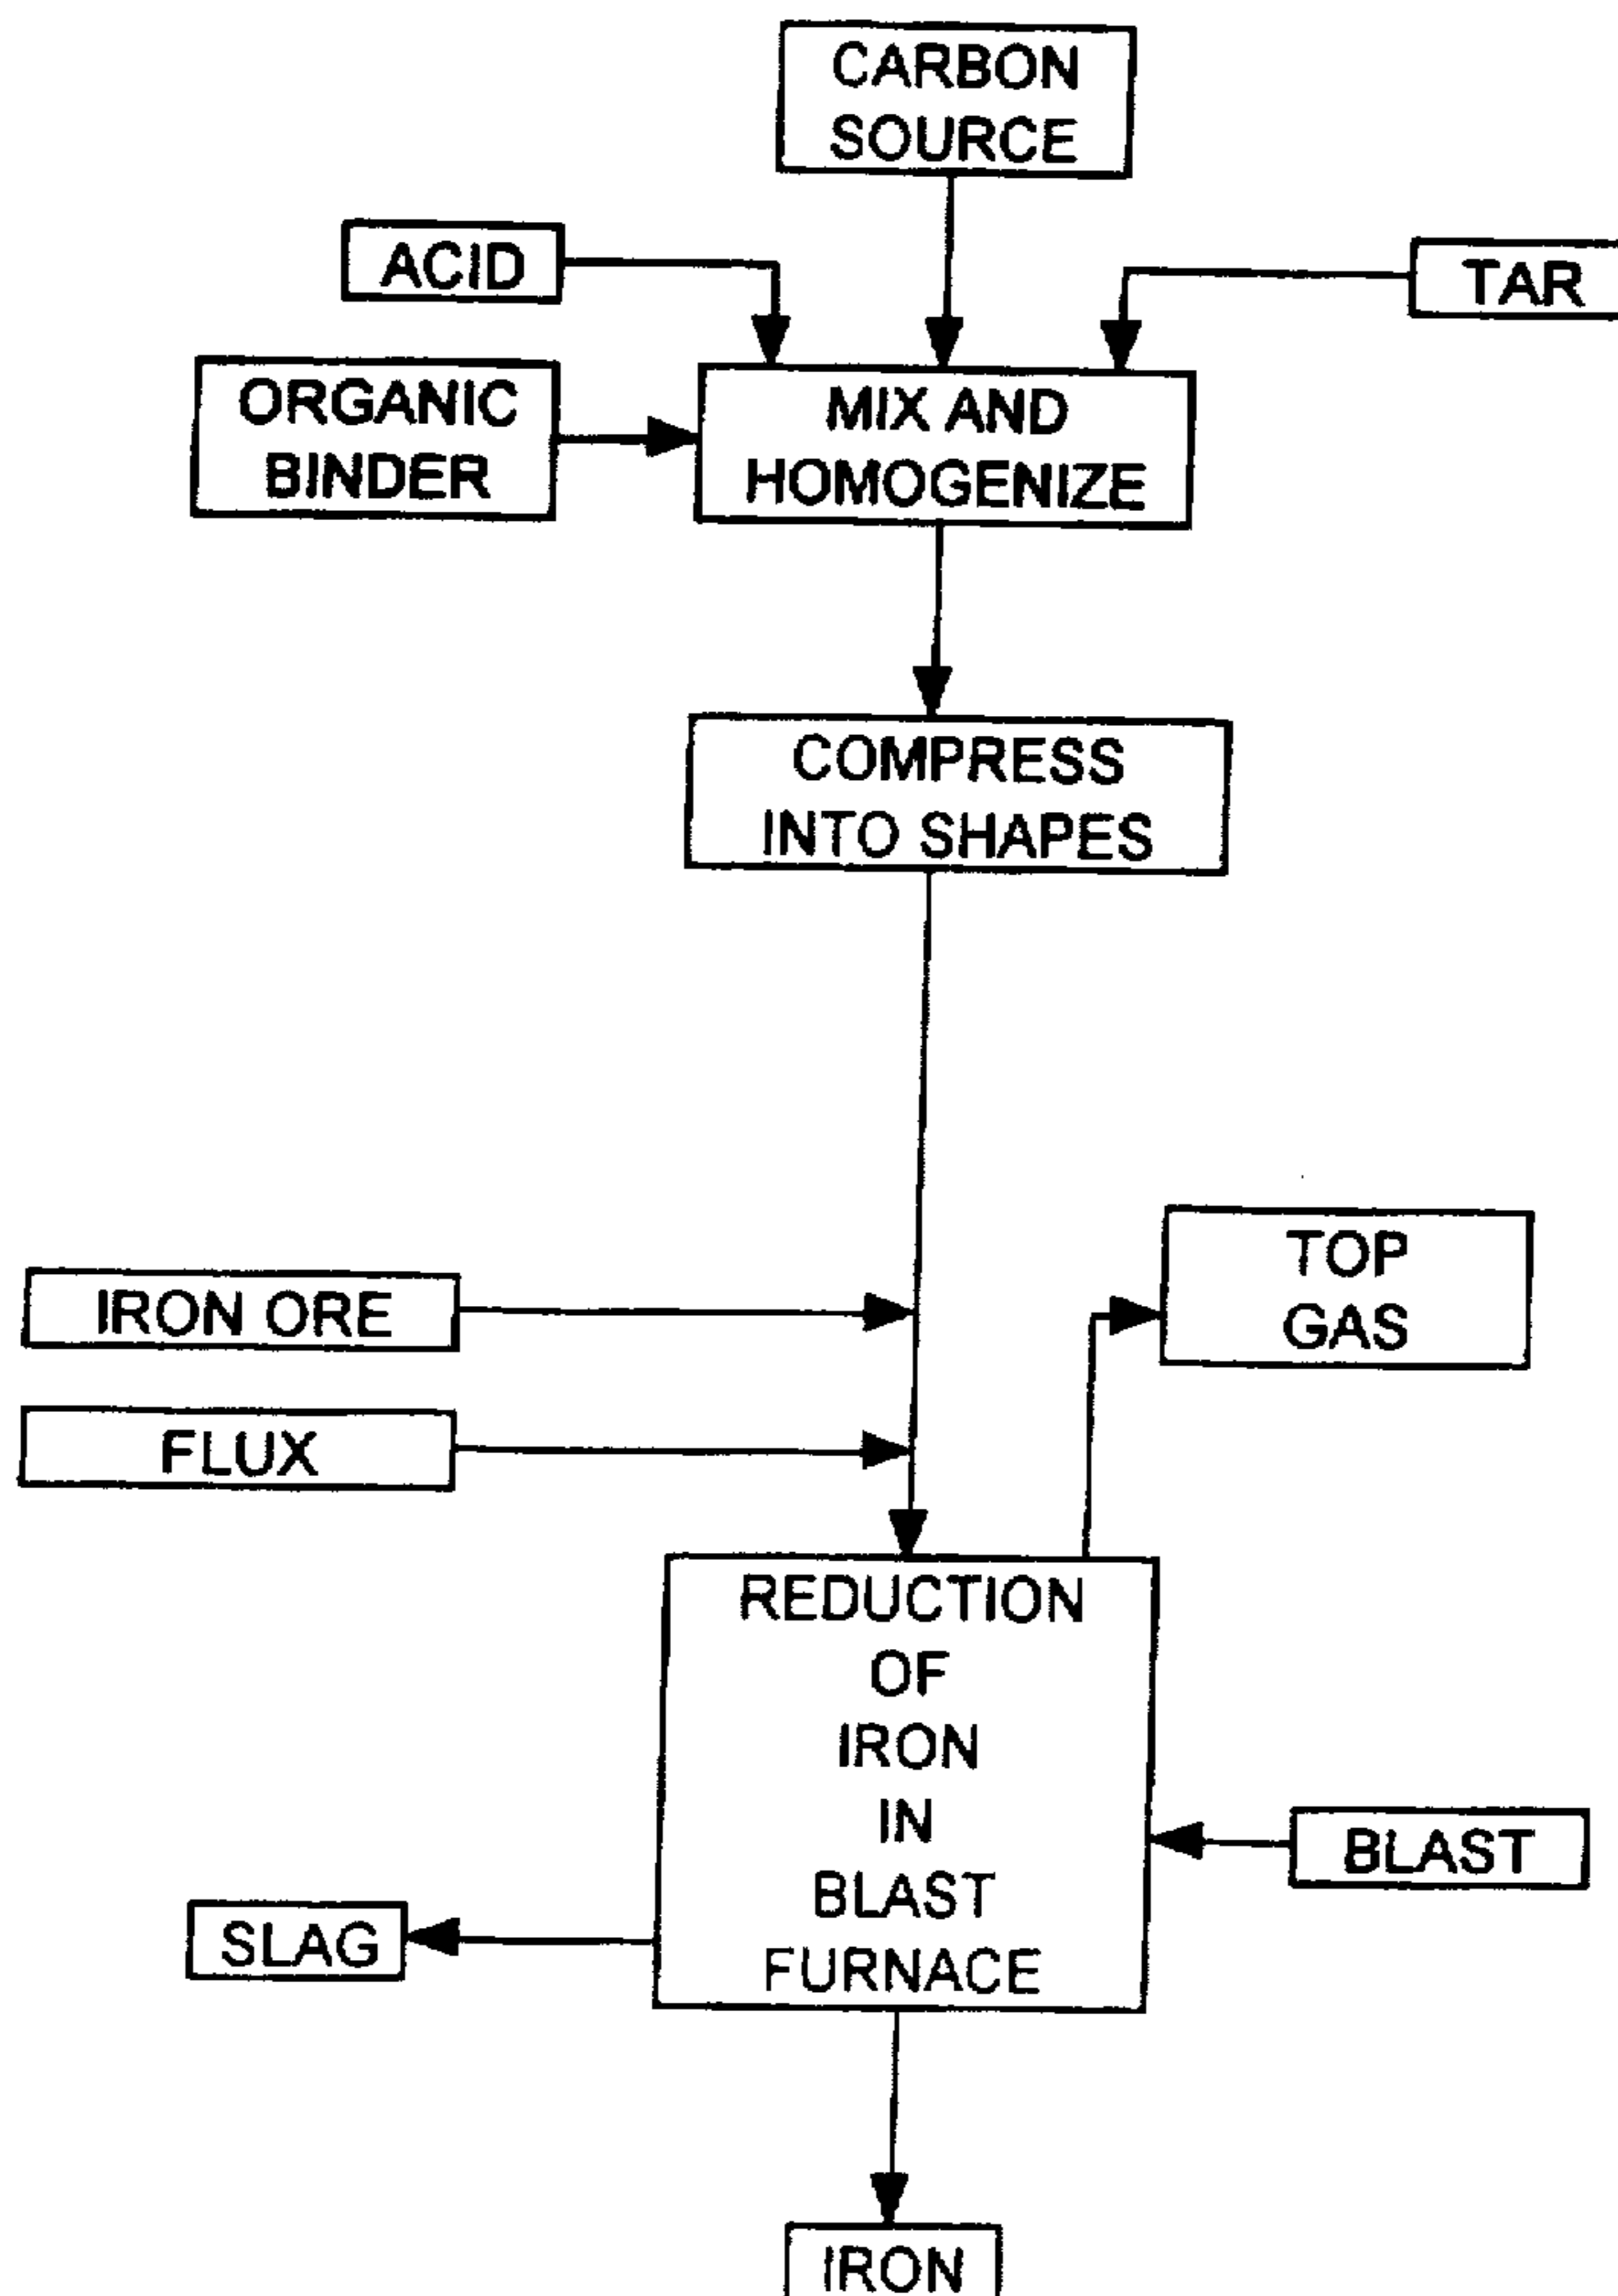 CARBON
SOURCE
ACID
TAR
ORGANIC
BINDER
MIX AND
HOMOGENIZE
COMPRESS
INTO SHAPES
TOP
GAS
IRON ORE
FLUX
REDUCTION
OF
IRON
IN
BLAST
FURNACE
BLAST
SLAG
IRON